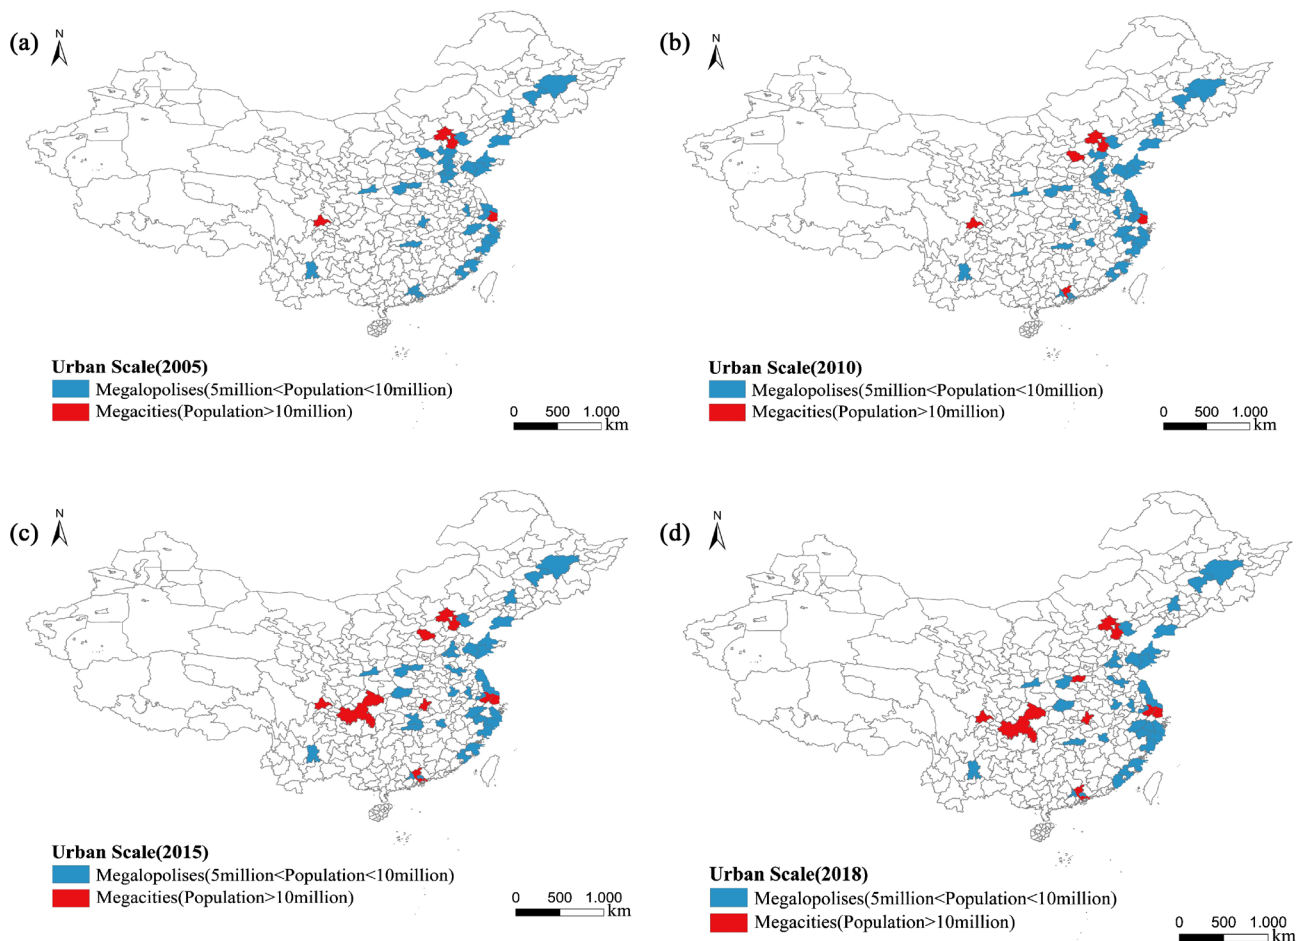 (a)
N
Urban Scale(2005)
Megalopolises(5million<Population<10million)
Megacities(Population>10million)
0 500 1.000
km
(b)
N
Urban Scale(2010)
Megalopolises(5million<Population<10million)
Megacities(Population>10million)
0 500 1.000
km
(c)
N
Urban Scale(2015)
Megalopolises(5million<Population<10million)
Megacities(Population>10million)
0 500 1.000
km
(d)
N
Urban Scale(2018)
Megalopolises(5million<Population<10million)
Megacities(Population>10million)
0 500 1.000
km